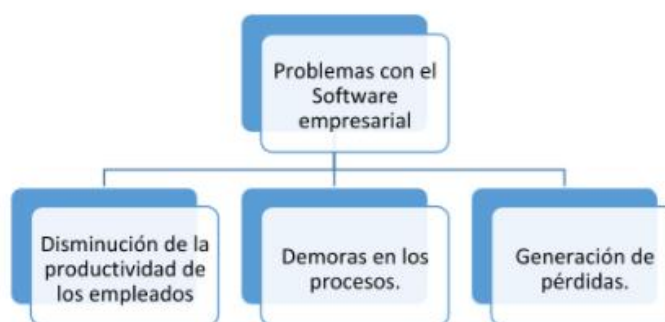 Problemas con el
Software
empresarial
Disminución de la
productividad de
los empleados
Demoras en los
procesos.
Generación de
pérdidas.